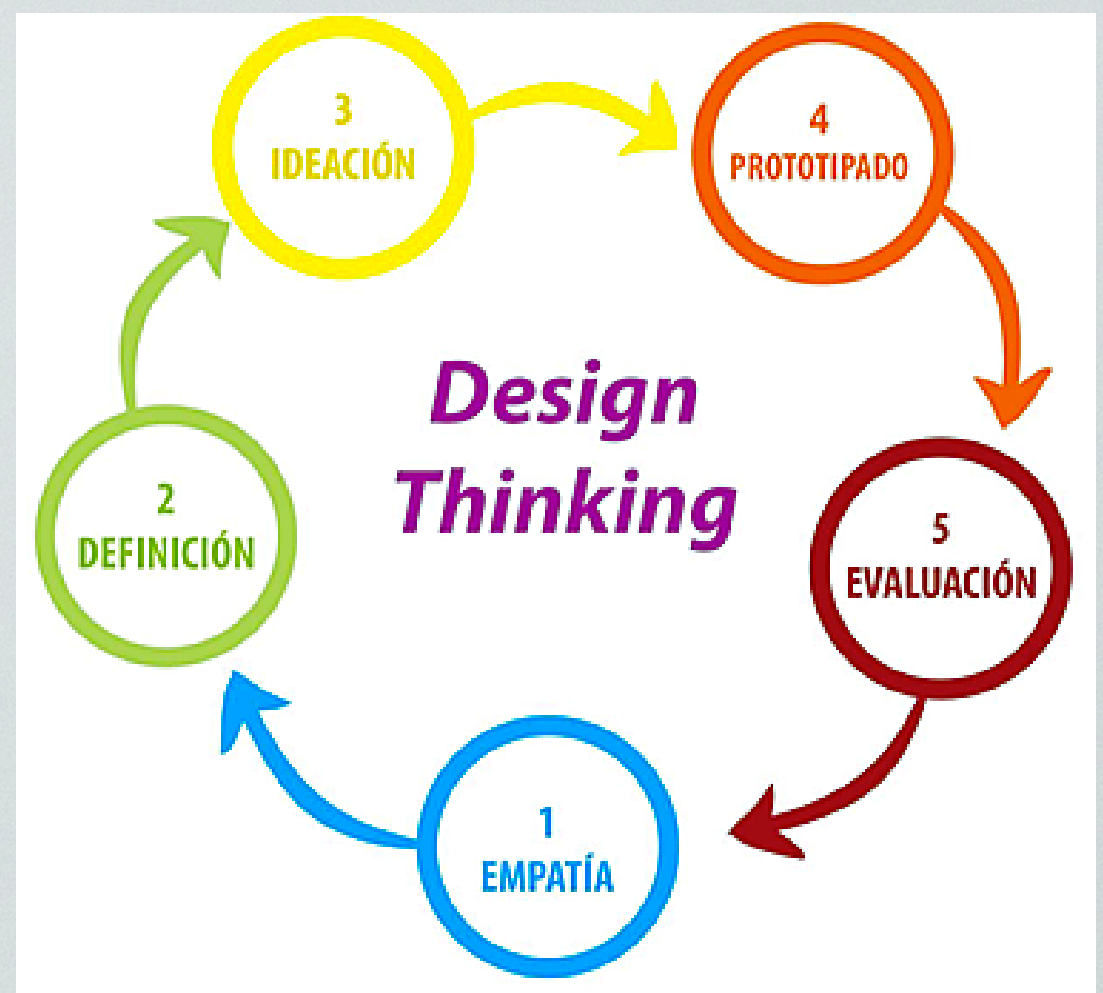 3
IDEACIÓN
4
PROTOTIPADO
Design
Thinking
2
DEFINICIÓN
5
EVALUACIÓN
1
EMPATÍA